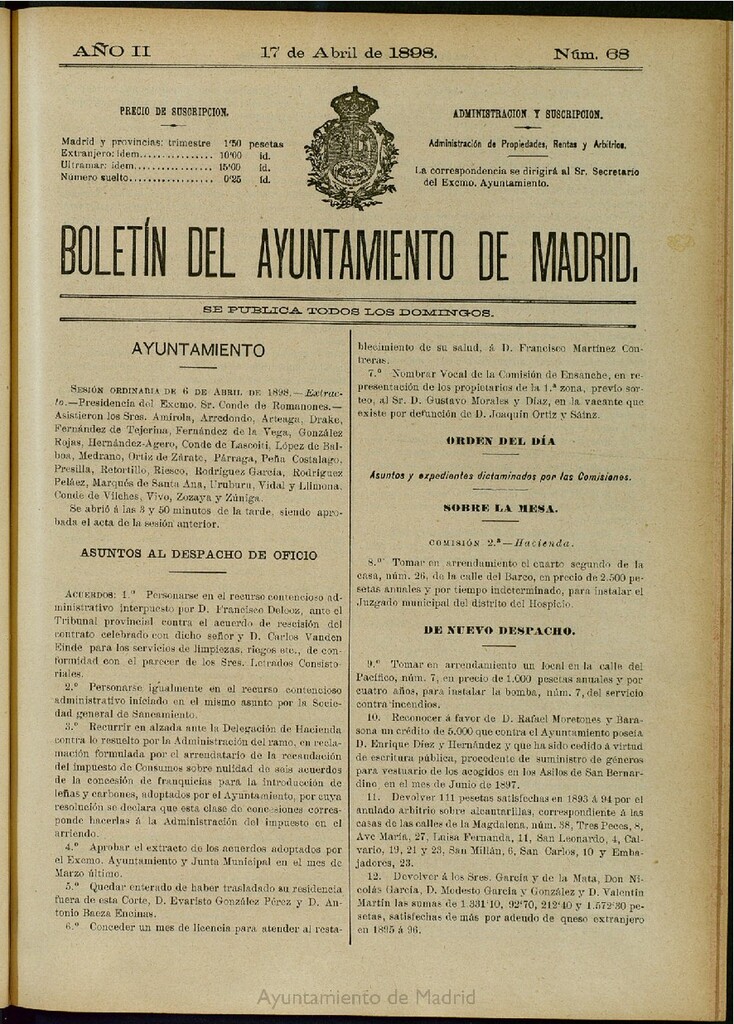 AÑO II 17 de Abril de 1898. Núm. 68
PRECIO DE SUSCRIPCION.
Madrid y provincias: trimestre 1'50 pesetas
Extranjero: idem............... 10'00 id.
Ultramar: idem................. 15'00 id.
Número suelto................ 0'25 id.
ADMINISTRACION Y SUSCRIPCION.
Administración de Propiedades, Rentas y Arbitrios.
La correspondencia se dirigirá al Sr. Secretario
del Excmo. Ayuntamiento.
BOLETÍN DEL AYUNTAMIENTO DE MADRID.
SE PUBLICA TODOS LOS DOMINGOS.
AYUNTAMIENTO
SESIÓN ORDINARIA DE 6 DE ABRIL DE 1898.—Extrac-
to.—Presidencia del Excmo. Sr. Conde de Romanones.—
Asistieron los Sres. Amírola, Arredondo, Arteaga, Drake,
Fernández de Tejerina, Fernández de la Vega, González
Rojas, Hernández-Agero, Conde de Lascoiti, López de Bal-
boa, Medrano, Ortiz de Zárate, Párraga, Peña Costalago,
Presilla, Retortillo, Riesco, Rodríguez García, Rodríguez
Peláez, Marqués de Santa Ana, Uruburu, Vidal y Llimona,
Conde de Vilches, Vivo, Zozaya y Zúñiga.
Se abrió á las 3 y 50 minutos de la tarde, siendo apro-
bada el acta de la sesión anterior.
ASUNTOS AL DESPACHO DE OFICIO
ACUERDOS: 1.º Personarse en el recurso contencioso ad-
ministrativo interpuesto por D. Francisco Delooz, ante el
Tribunal provincial contra el acuerdo de rescisión del
contrato celebrado con dicho señor y D. Carlos Vanden
Einde para los servicios de limpiezas, riegos etc., de con-
formidad con el parecer de los Sres. Letrados Consisto-
riales.
2.º Personarse igualmente en el recurso contencioso
administrativo iniciado en el mismo asunto por la Socie-
dad general de Saneamiento.
3.º Recurrir en alzada ante la Delegación de Hacienda
contra lo resuelto por la Administración del ramo, en recla-
mación formulada por el arrendatario de la recaudación
del impuesto de Consumos sobre nulidad de seis acuerdos
de la concesión de franquicias para la introducción de
leñas y carbones, adoptados por el Ayuntamiento, por cuya
resolución se declara que esta clase de concesiones corres-
ponde hacerlas á la Administración del impuesto en el
arriendo.
4.º Aprobar el extracto de los acuerdos adoptados por
el Excmo. Ayuntamiento y Junta Municipal en el mes de
Marzo último.
5.º Quedar enterado de haber trasladado su residencia
fuera de esta Corte, D. Evaristo González Pérez y D. An-
tonio Baeza Encinas.
6.º Conceder un mes de licencia para atender al resta-
blecimiento de su salud, á D. Francisco Martínez Con-
treras.
7.º Nombrar Vocal de la Comisión de Ensanche, en re-
presentación de los propietarios de la 1.ª zona, previo sor-
teo, al Sr. D. Gustavo Morales y Díaz, en la vacante que
existe por defunción de D. Joaquín Ortiz y Sáinz.
ORDEN DEL DÍA
Asuntos y expedientes dictaminados por las Comisiones.
SOBRE LA MESA.
COMISIÓN 2.ª—Hacienda.
8.º Tomar en arrendamiento el cuarto segundo de la
casa, núm. 26, de la calle del Barco, en precio de 2.500 pe-
setas anuales y por tiempo indeterminado, para instalar el
Juzgado municipal del distrito del Hospicio.
DE NUEVO DESPACHO.
9.º Tomar en arrendamiento un local en la calle del
Pacífico, núm. 7, en precio de 1.000 pesetas anuales y por
cuatro años, para instalar la bomba, núm. 7, del servicio
contra incendios.
10. Reconocer á favor de D. Rafael Moretones y Bara-
sona un crédito de 5.000 que contra el Ayuntamiento poseía
D. Enrique Díez y Hernández y que ha sido cedido á virtud
de escritura pública, procedente de suministro de géneros
para vestuario de los acogidos en los Asilos de San Bernar-
dino en el mes de Junio de 1897.
11. Devolver 111 pesetas satisfechas en 1893 á 94 por el
anulado arbitrio sobre alcantarillas, correspondiente á las
casas de las calles de la Magdalena, núm. 38, Tres Peces, 8,
Ave María, 27, Luisa Fernanda, 11, San Leonardo, 4, Cal-
vario, 19, 21 y 23, San Millán, 6, San Carlos, 10 y Emba-
jadores, 23.
12. Devolver á los Sres. García y de la Mata, Don Ni-
colás García, D. Modesto García y González y D. Valentín
Martín las sumas de 1.331'10, 92'70, 212'40 y 1.572'30 pe-
setas, satisfechas de más por adeudo de queso extranjero
en 1895 á 96.
Ayuntamiento de Madrid